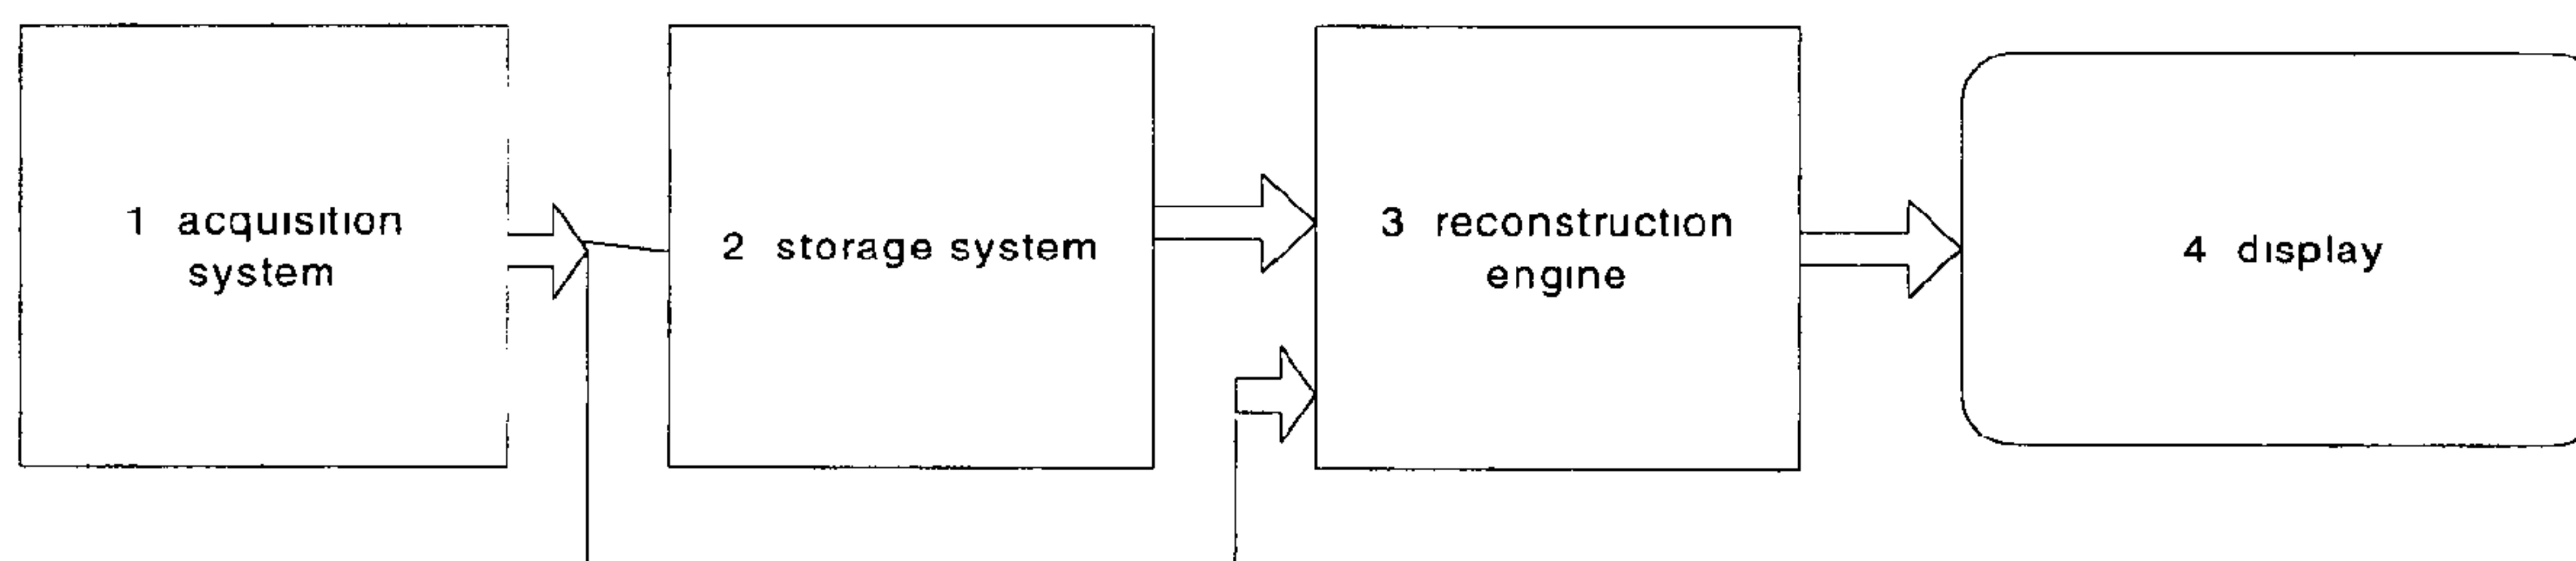 1 acquisition
system
2 storage system
3 reconstruction
engine
4 display